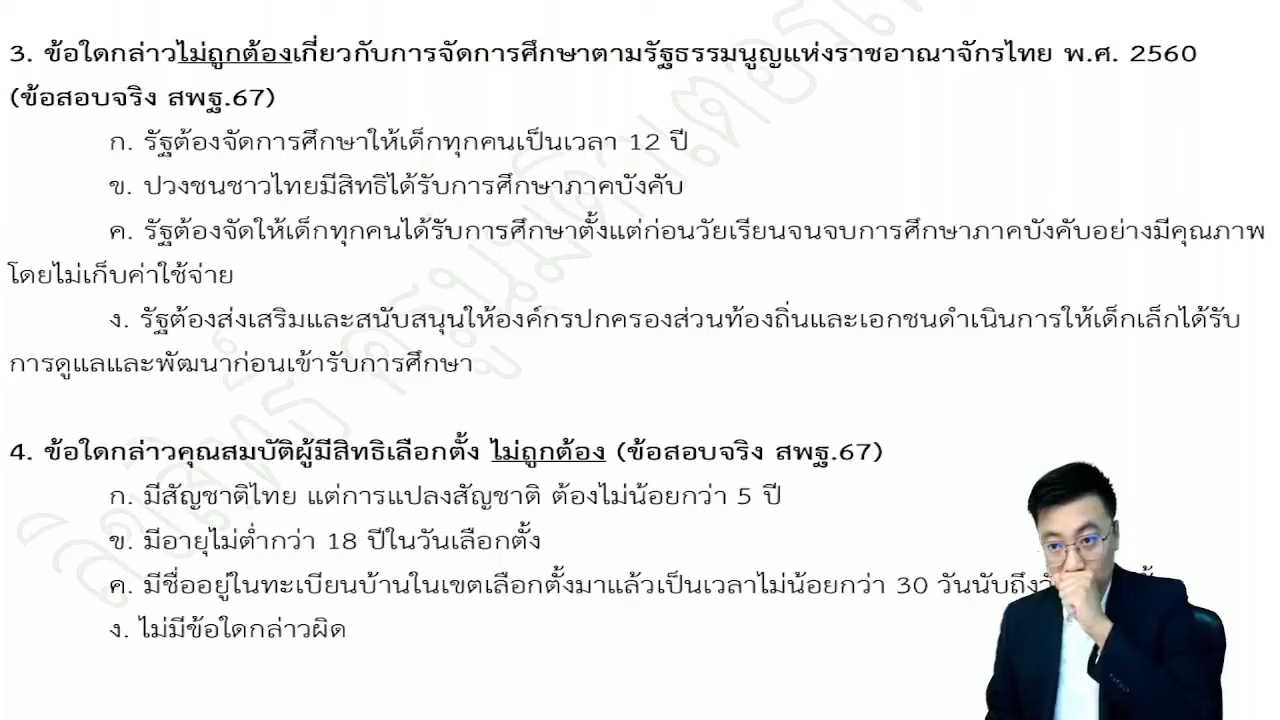 3. ข้อใดกล่าวไม่ถูกต้องเกี่ยวกับการจัดการศึกษาตามรัฐธรรมนูญแห่งราชอาณาจักรไทย พ.ศ. 2560
(ข้อสอบจริง สพฐ.67)
ก. รัฐต้องจัดการศึกษาให้เด็กทุกคนเป็นเวลา 12 ปี
ข. ปวงชนชาวไทยมีสิทธิได้รับการศึกษาภาคบังคับ
ค. รัฐต้องจัดให้เด็กทุกคนได้รับการศึกษาตั้งแต่ก่อนวัยเรียนจนจบการศึกษาภาคบังคับอย่างมีคุณภาพ
โดยไม่เก็บค่าใช้จ่าย
ง. รัฐต้องส่งเสริมและสนับสนุนให้องค์กรปกครองส่วนท้องถิ่นและเอกชนดำเนินการให้เด็กเล็กได้รับ
การดูแลและพัฒนาก่อนเข้ารับการศึกษา
4. ข้อใดกล่าวคุณสมบัติผู้มีสิทธิเลือกตั้ง ไม่ถูกต้อง (ข้อสอบจริง สพฐ.67)
ก. มีสัญชาติไทย แต่การแปลงสัญชาติ ต้องไม่น้อยกว่า 5 ปี
ข. มีอายุไม่ต่ำกว่า 18 ปีในวันเลือกตั้ง
ค. มีชื่ออยู่ในทะเบียนบ้านในเขตเลือกตั้งมาแล้วเป็นเวลาไม่น้อยกว่า 30 วันนับถึง
ง. ไม่มีข้อใดกล่าวผิด